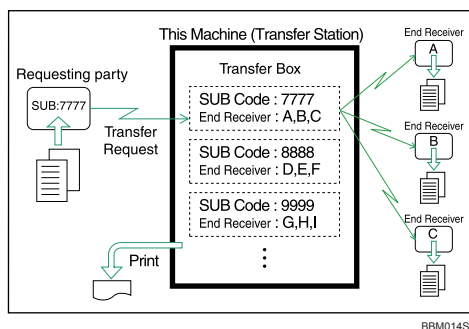 This Machine (Transfer Station)
Requesting party
SUB:7777
Transfer
Request
Transfer Box
SUB Code : 7777
End Receiver : A,B,C
SUB Code : 8888
End Receiver : D,E,F
SUB Code : 9999
End Receiver : G,H,I
Print
End Receiver
A
End Receiver
B
End Receiver
C
BBM014S